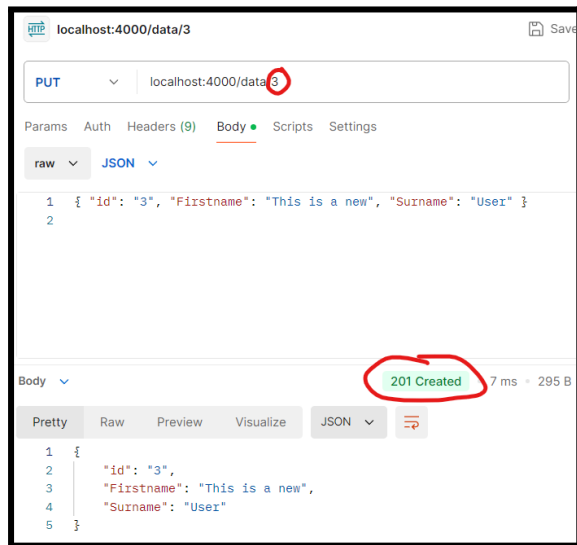 HTTP localhost:4000/data/3 Save
PUT localhost:4000/data/3
Params Auth Headers (9) Body Scripts Settings
raw JSON
1 { "id": "3", "Firstname": "This is a new", "Surname": "User" }
2
Body 201 Created 7 ms 295 B
Pretty Raw Preview Visualize JSON
1 {
2 "id": "3",
3 "Firstname": "This is a new",
4 "Surname": "User"
5 }